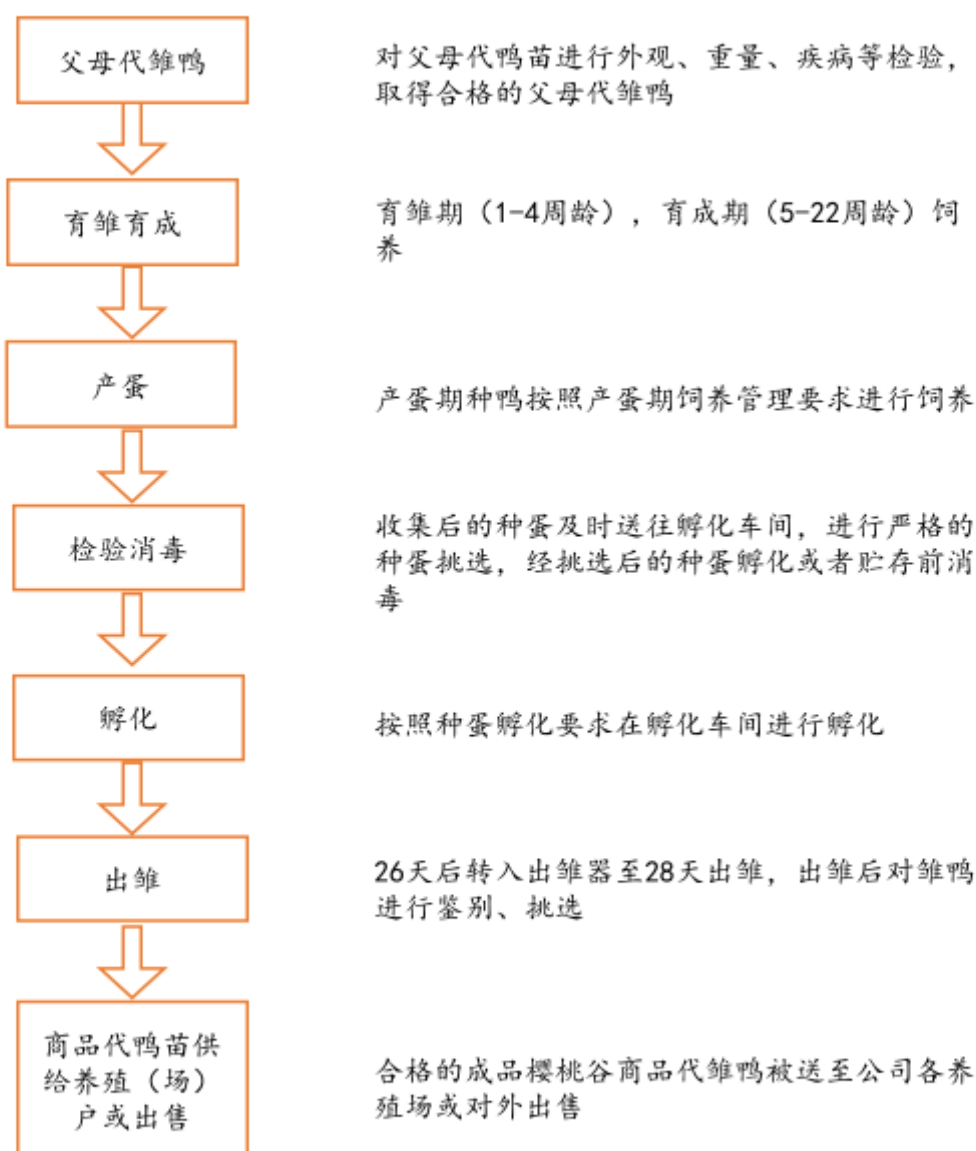 父母代雏鸭
对父母代鸭苗进行外观、重量、疾病等检验，
取得合格的父母代雏鸭
育雏育成
育雏期（1-4周龄），育成期（5-22周龄）饲
养
产蛋
产蛋期种鸭按照产蛋期饲养管理要求进行饲养
检验消毒
收集后的种蛋及时送往孵化车间，进行严格的
种蛋挑选，经挑选后的种蛋孵化或者贮存前消
毒
孵化
按照种蛋孵化要求在孵化车间进行孵化
出雏
26天后转入出雏器至28天出雏，出雏后对雏鸭
进行鉴别、挑选
商品代鸭苗供
给养殖（场）
户或出售
合格的成品樱桃谷商品代雏鸭被送至公司各养
殖场或对外出售